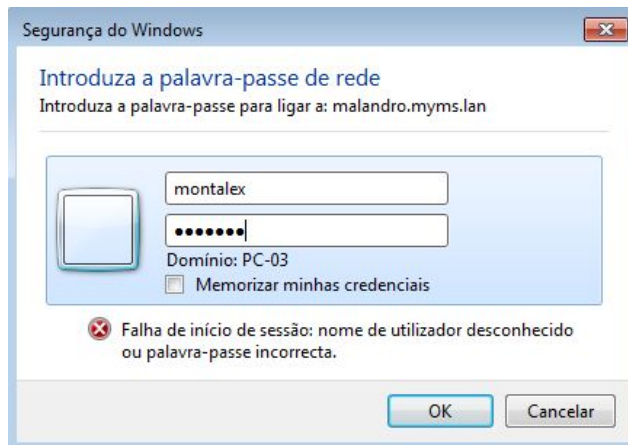 Segurança do Windows
Introduza a palavra-passe de rede
Introduza a palavra-passe para ligar a: malandro.myms.lan
montalex
•••••••
Domínio: PC-03
Memorizar minhas credenciais
Falha de início de sessão: nome de utilizador desconhecido
ou palavra-passe incorrecta.
OK Cancelar